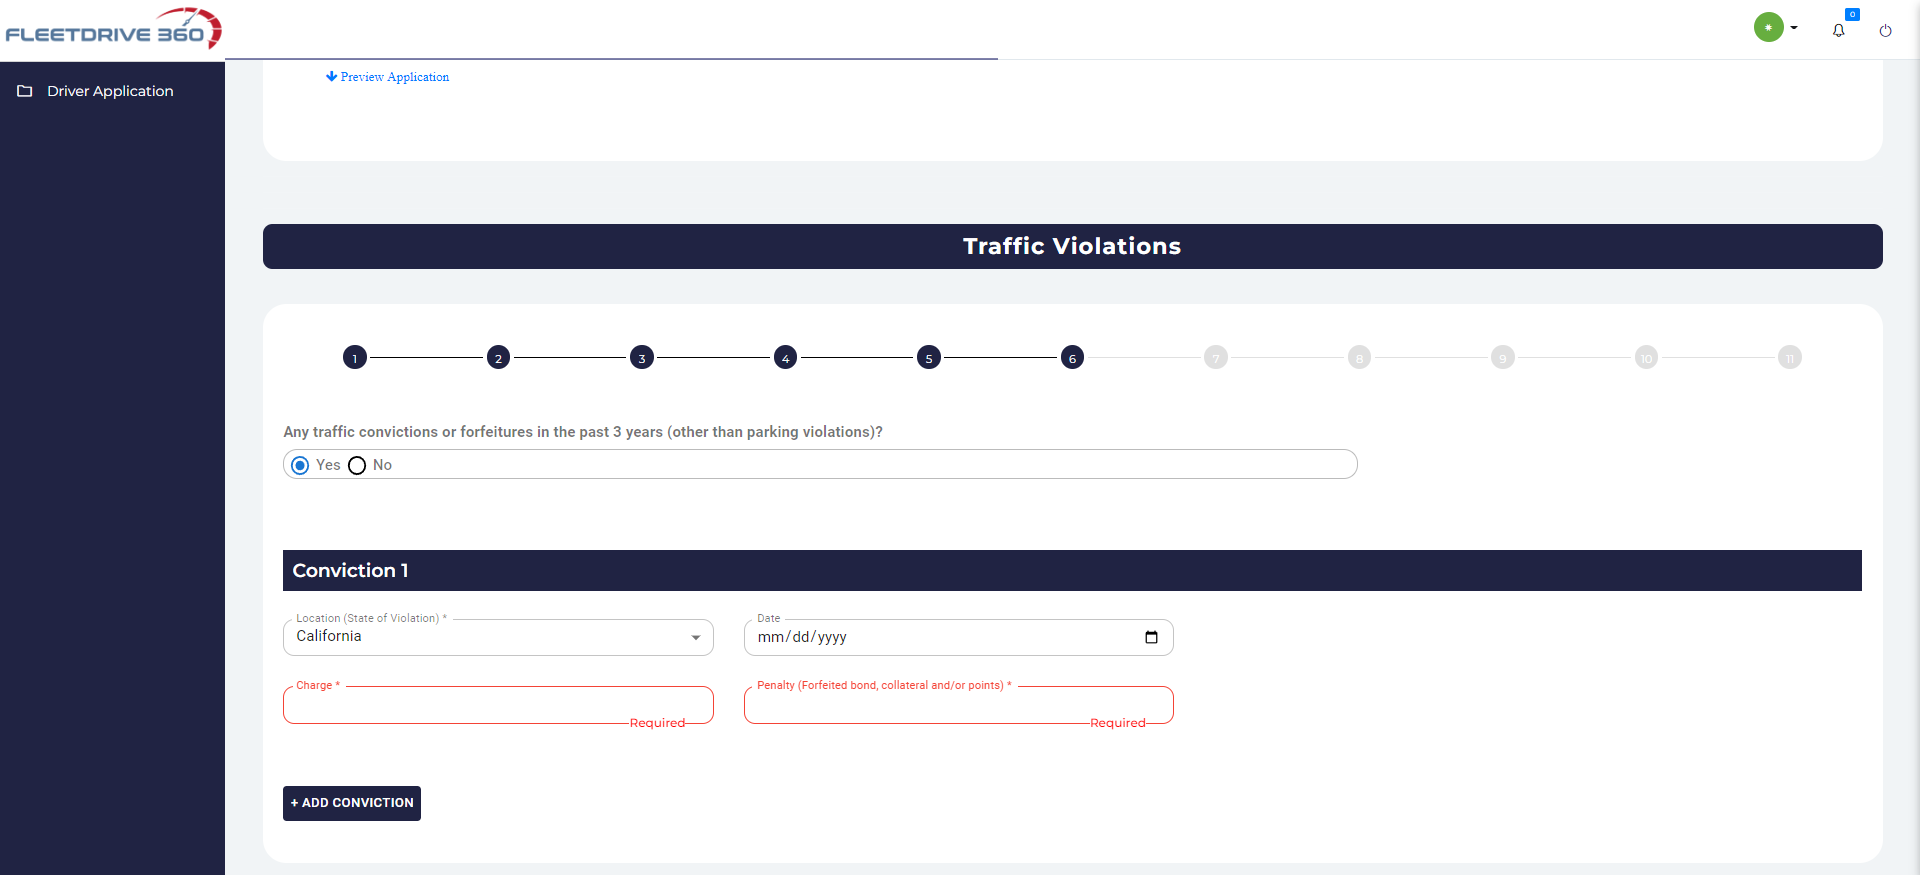 FLEETDRIVE 360
0
Driver Application
Preview Application
Traffic Violations
1 2 3 4 5 6 7 8 9 10 11
Any traffic convictions or forfeitures in the past 3 years (other than parking violations)?
Yes No
Conviction 1
Location (State of Violation) * Date
California mm/dd/yyyy
Charge * Penalty (Forfeited bond, collateral and/or points) *
Required Required
+ ADD CONVICTION